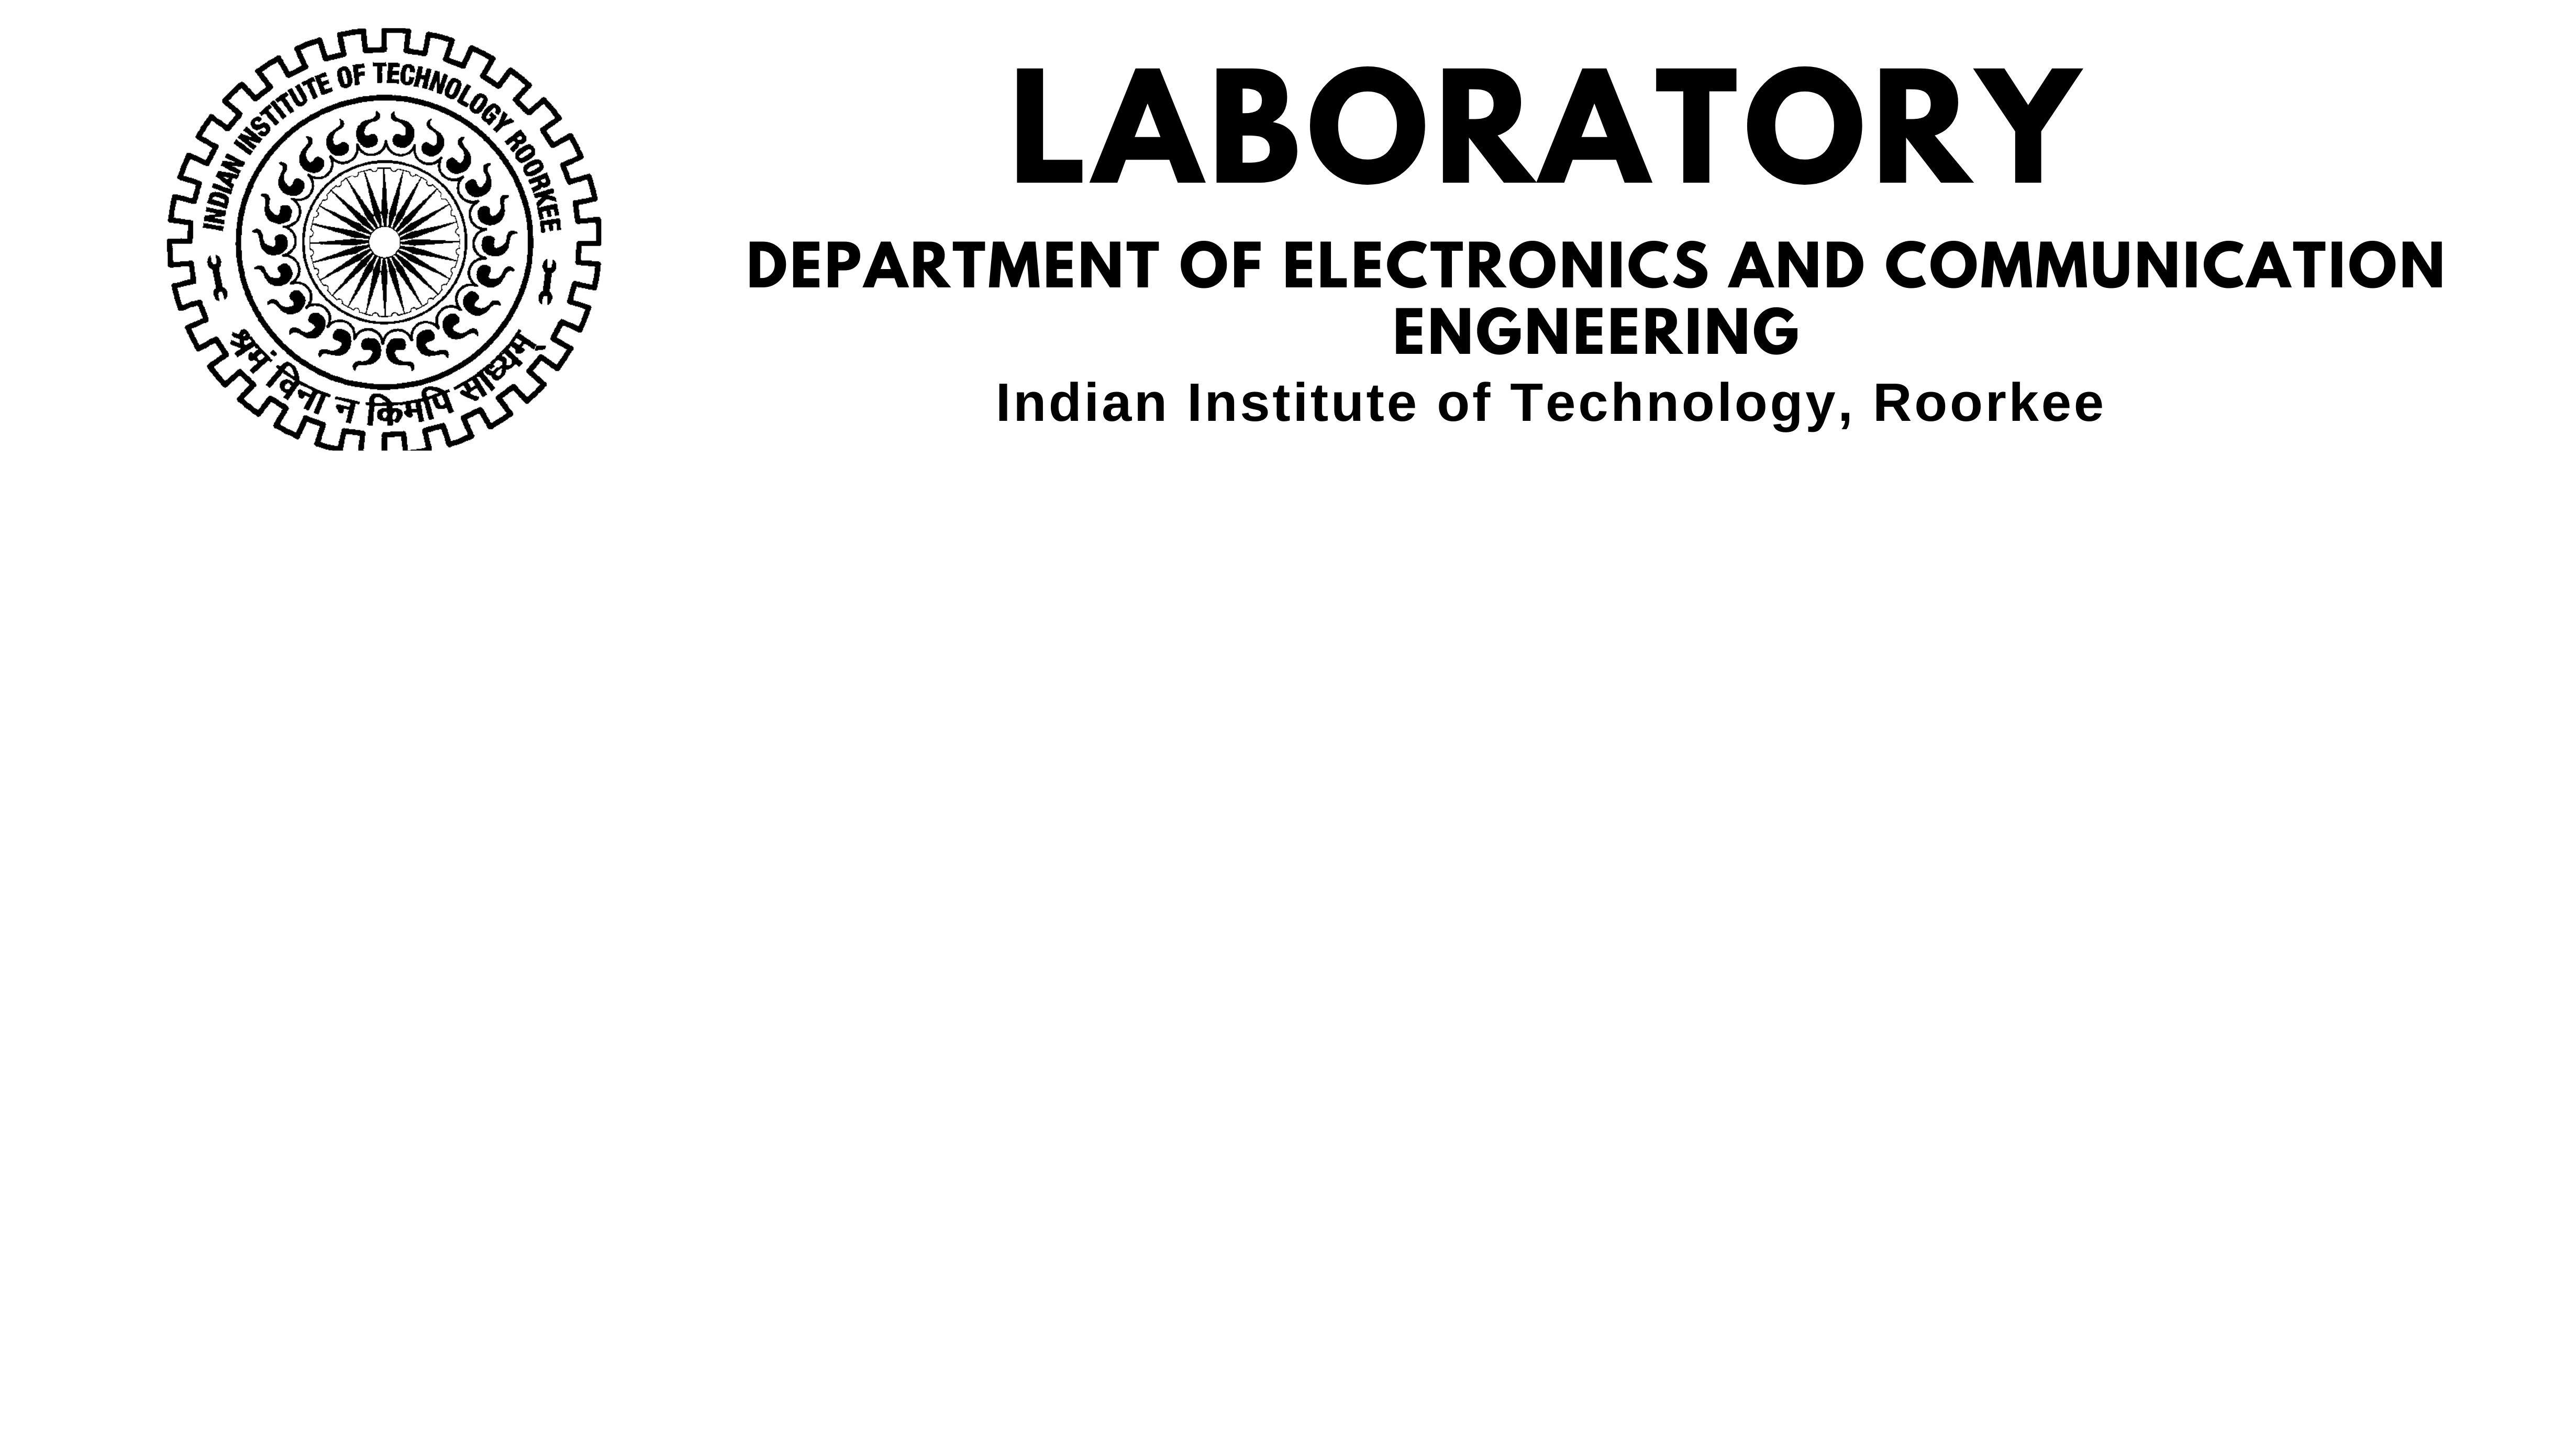 INDIAN INSTITUTE OF TECHNOLOGY ROORKEE
श्रमं विना न किमपि साध्यम्
LABORATORY
DEPARTMENT OF ELECTRONICS AND COMMUNICATION
ENGNEERING
Indian Institute of Technology, Roorkee